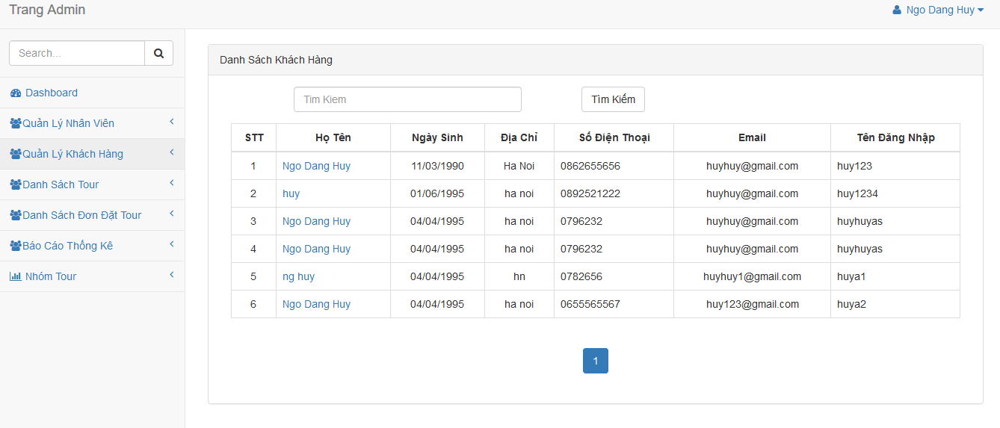 Trang Admin
Ngo Dang Huy
Search...
Dashboard
Quản Lý Nhân Viên
Quản Lý Khách Hàng
Danh Sách Tour
Danh Sách Đơn Đặt Tour
Báo Cáo Thống Kê
Nhóm Tour
Danh Sách Khách Hàng
Tim Kiem
Tìm Kiếm
STT Họ Tên Ngày Sinh Địa Chỉ Số Điện Thoại Email Tên Đăng Nhập
1 Ngo Dang Huy 11/03/1990 Ha Noi 0862655656 huyhuy@gmail.com huy123
2 huy 01/06/1995 ha noi 0892521222 huyhuy@gmail.com huy1234
3 Ngo Dang Huy 04/04/1995 ha noi 0796232 huyhuy@gmail.com huyhuyas
4 Ngo Dang Huy 04/04/1995 ha noi 0796232 huyhuy@gmail.com huyhuyas
5 ng huy 04/04/1995 hn 0782656 huyhuy1@gmail.com huya1
6 Ngo Dang Huy 04/04/1995 ha noi 0655565567 huy123@gmail.com huya2
1